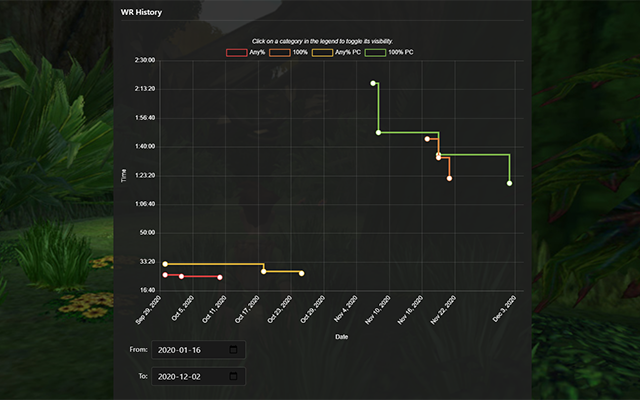 WR History
Click on a category in the legend to toggle its visibility.
Any% 100% Any% PC 100% PC
2:30:00
2:13:20
1:56:40
1:40:00
1:23:20
1:06:40
50:00
33:20
16:40
Time
Sep 29, 2020 Oct 5, 2020 Oct 11, 2020 Oct 17, 2020 Oct 23, 2020 Oct 29, 2020 Nov 4, 2020 Nov 10, 2020 Nov 16, 2020 Nov 22, 2020 Dec 3, 2020
Date
From: 2020-01-16
To: 2020-12-02